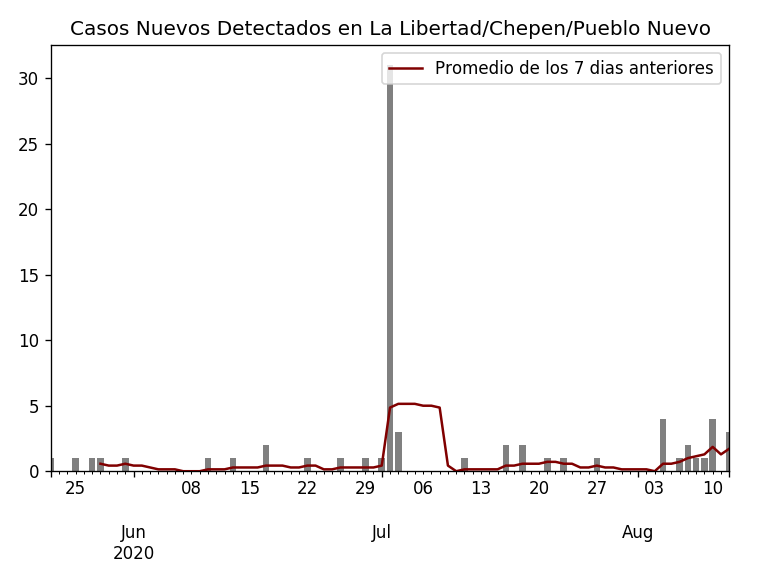 Casos Nuevos Detectados en La Libertad/Chepen/Pueblo Nuevo
Promedio de los 7 dias anteriores
30
25
20
15
10
5
0
25 08 15 22 29 06 13 20 27 03 10
Jun Jul Aug
2020